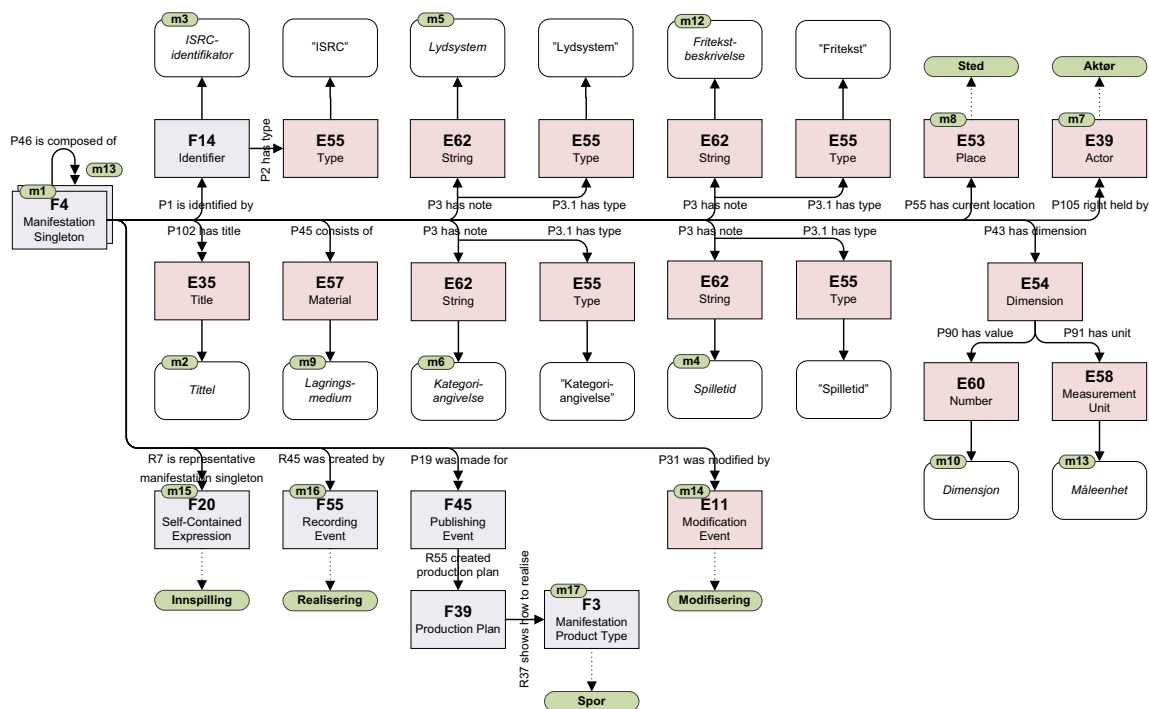 m3
ISRC-
identifikator
"ISRC"
m5
Lydsystem
"Lydsystem"
m12
Fritekst-
beskrivelse
"Fritekst"
Sted
Aktør
P46 is composed of
m13
m1
F4
Manifestation
Singleton
F14
Identifier
P2 has type
E55
Type
E62
String
E55
Type
E62
String
E55
Type
m8
E53
Place
m7
E39
Actor
P1 is identified by
P3 has note
P3.1 has type
P3 has note
P3.1 has type
P55 has current location
P105 right held by
P102 has title
P45 consists of
P3 has note
P3.1 has type
P3 has note
P3.1 has type
P43 has dimension
E35
Title
E57
Material
E62
String
E55
Type
E62
String
E55
Type
E54
Dimension
P90 has value
P91 has unit
m2
Tittel
m9
Lagrings-
medium
m6
Kategori-
angivelse
"Kategori-
angivelse"
m4
Spilletid
"Spilletid"
E60
Number
E58
Measurement
Unit
m10
Dimensjon
m13
Måleenhet
R7 is representative
manifestation singleton
R45 was created by
P19 was made for
P31 was modified by
m15
F20
Self-Contained
Expression
m16
F55
Recording
Event
F45
Publishing
Event
m14
E11
Modification
Event
R55 created
production plan
Innspilling
Realisering
F39
Production Plan
R37 shows how to realise
m17
F3
Manifestation
Product Type
Modifisering
Spor